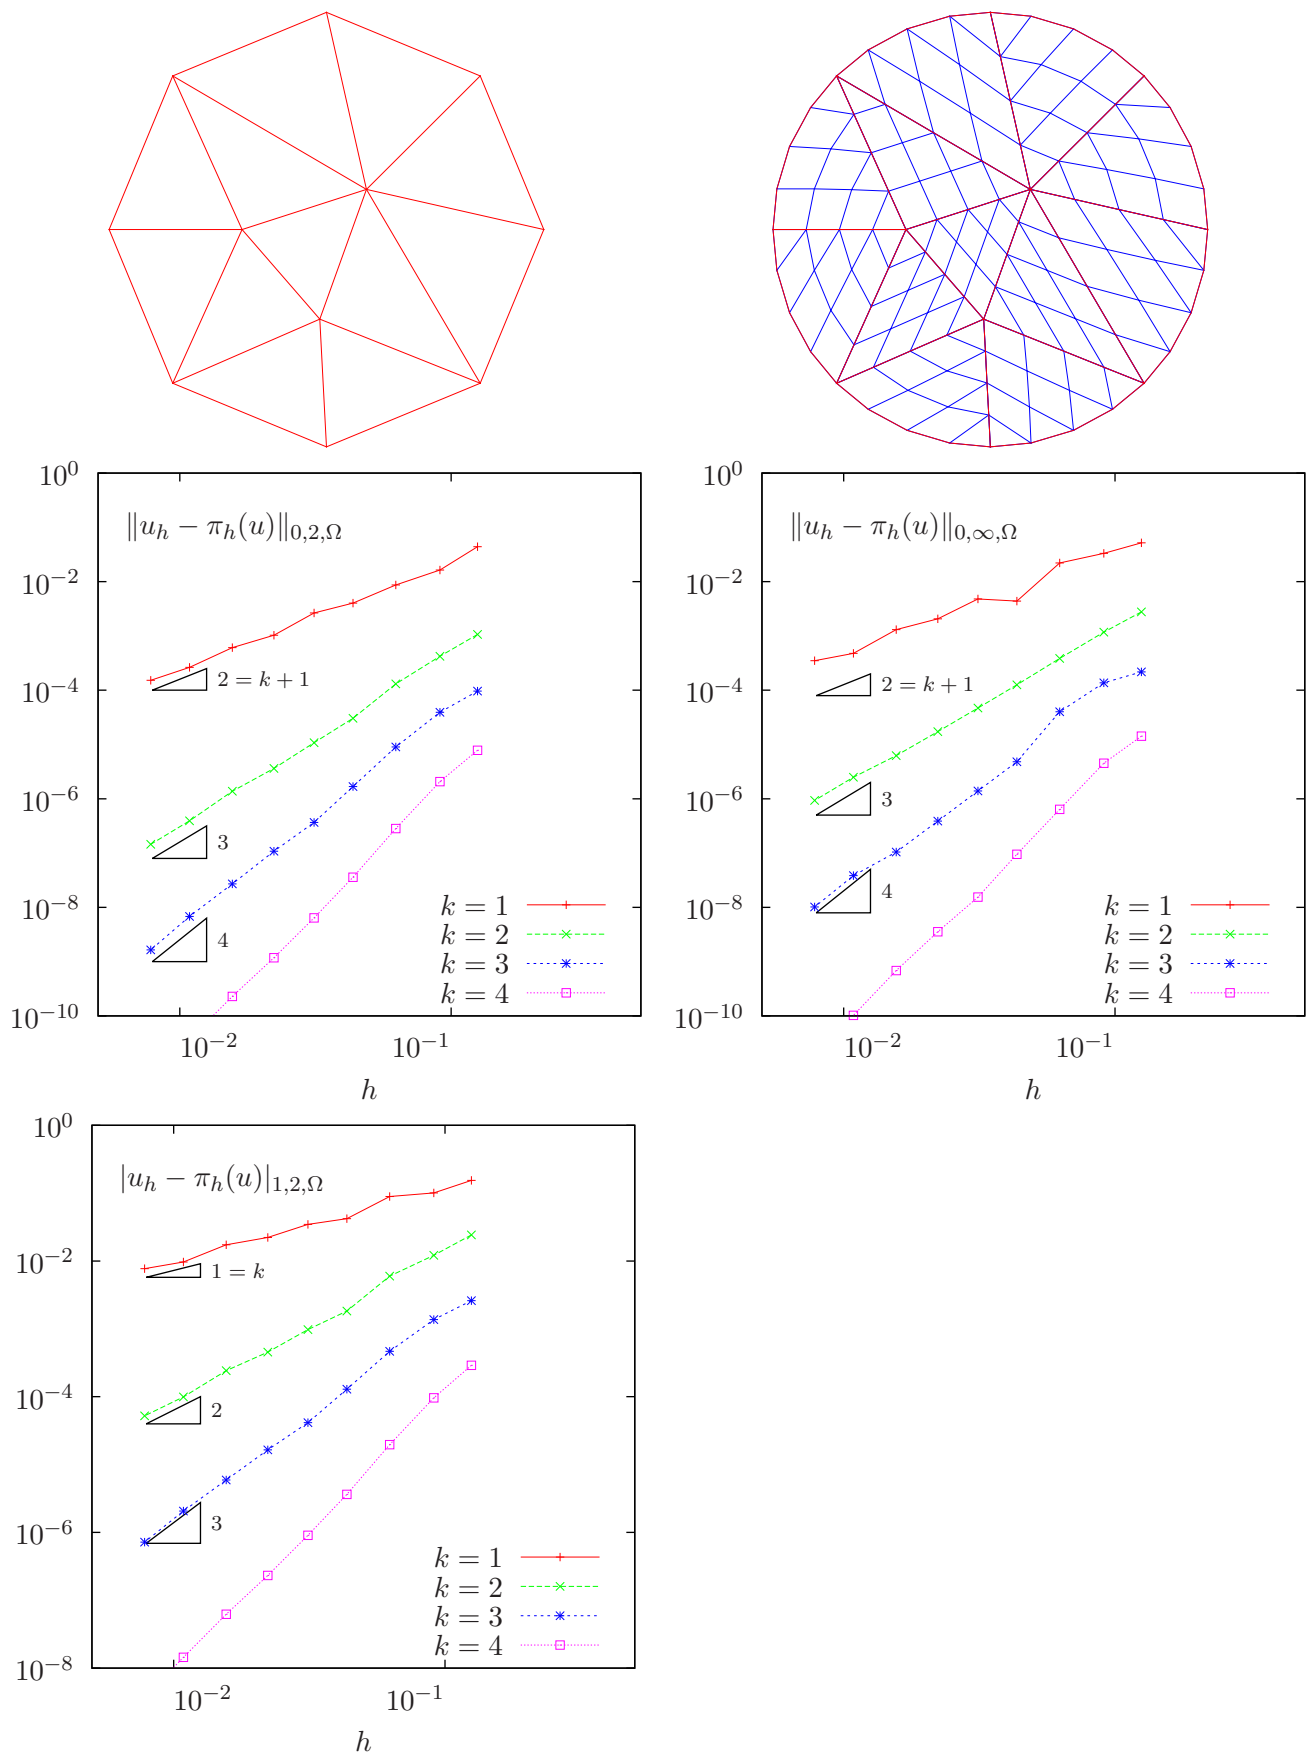 10^0
10^{-2}
10^{-4}
10^{-6}
10^{-8}
10^{-10}
‖u_h − π_h(u)‖_{0,2,Ω}
2 = k + 1
3
4
k = 1
k = 2
k = 3
k = 4
10^{-2} 10^{-1}
h
10^0
10^{-2}
10^{-4}
10^{-6}
10^{-8}
10^{-10}
‖u_h − π_h(u)‖_{0,∞,Ω}
2 = k + 1
3
4
k = 1
k = 2
k = 3
k = 4
10^{-2} 10^{-1}
h
10^0
10^{-2}
10^{-4}
10^{-6}
10^{-8}
|u_h − π_h(u)|_{1,2,Ω}
1 = k
2
3
k = 1
k = 2
k = 3
k = 4
10^{-2} 10^{-1}
h